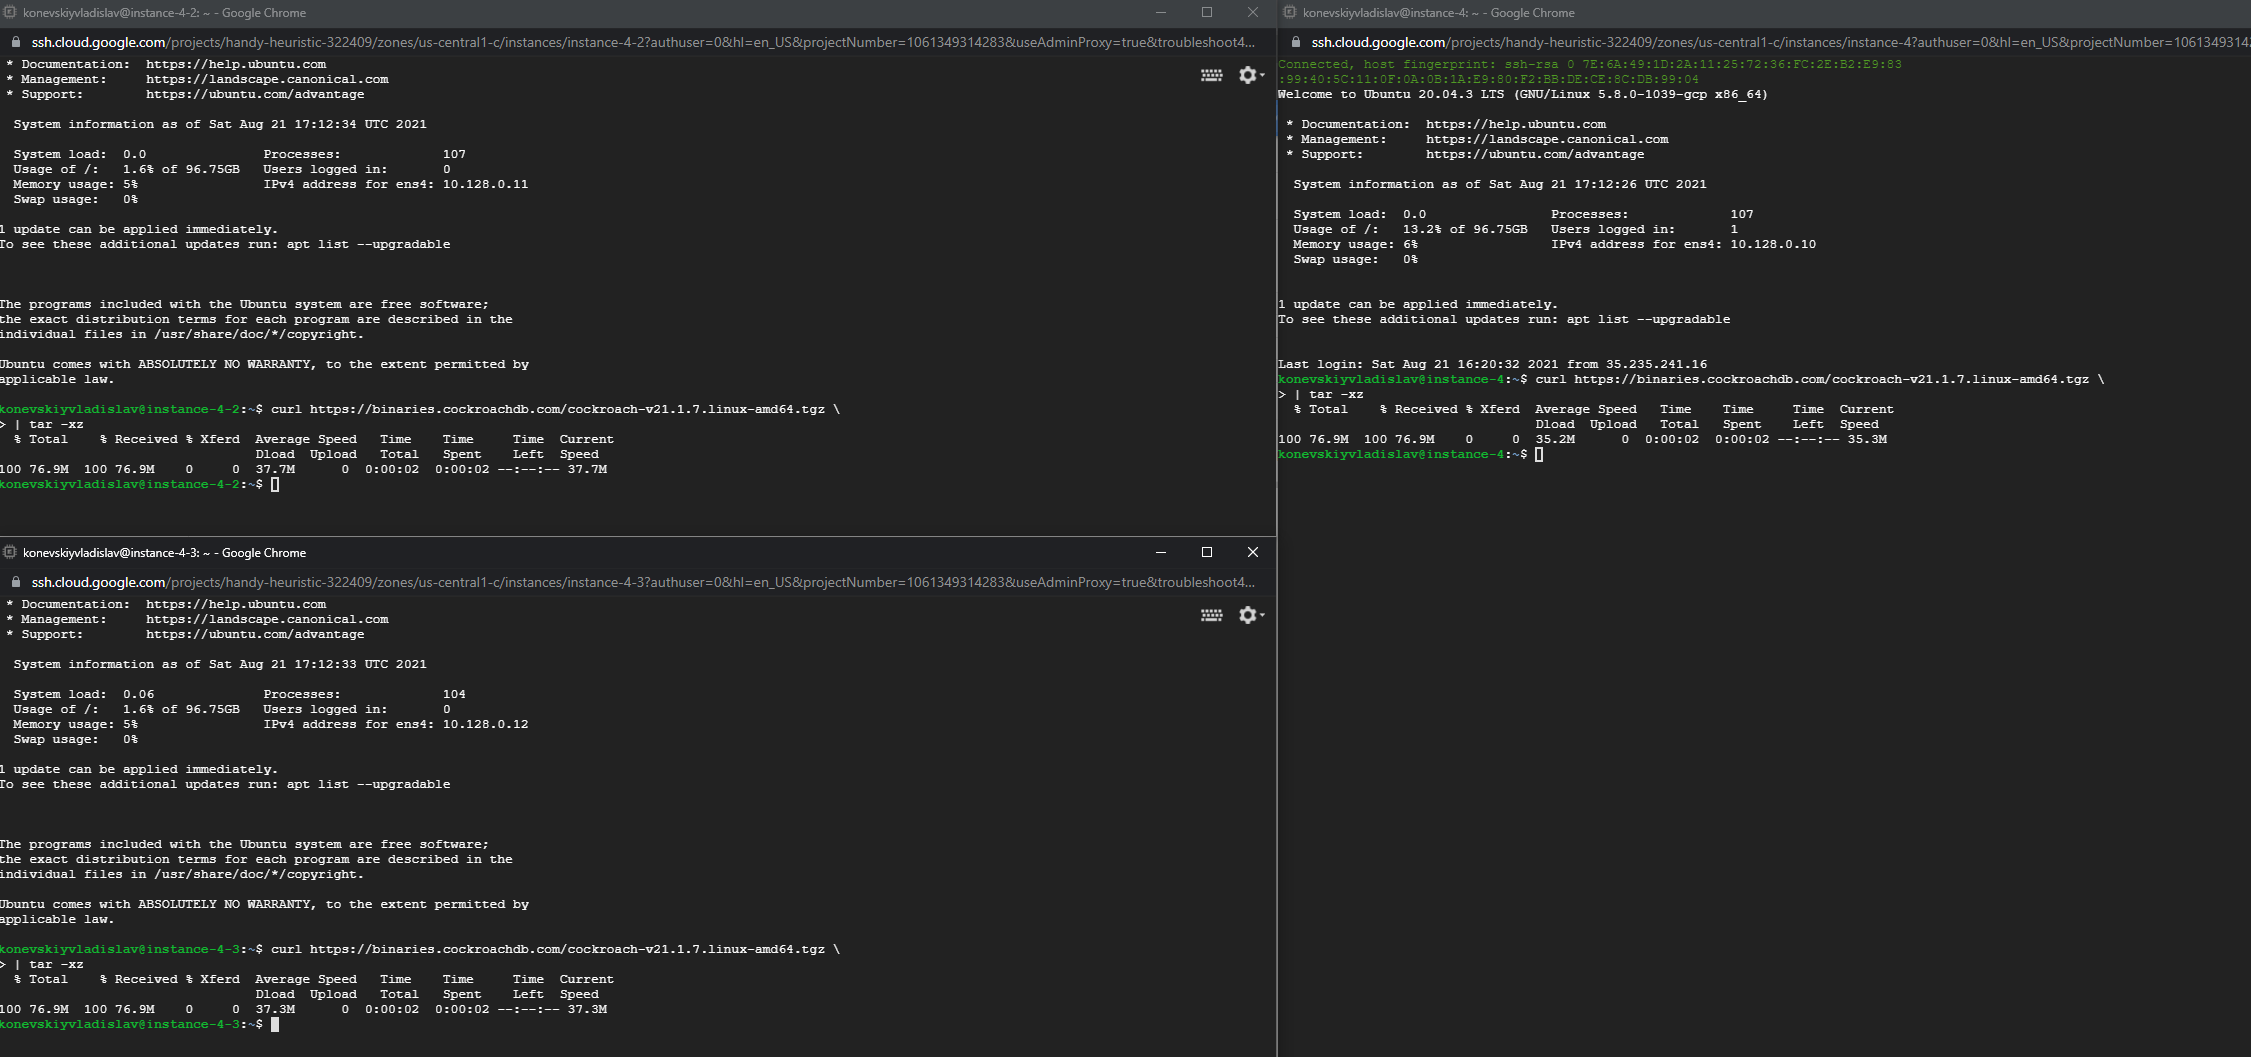 konevskiyvladislav@instance-4-2: ~ - Google Chrome
ssh.cloud.google.com/projects/handy-heuristic-322409/zones/us-central1-c/instances/instance-4-2?authuser=0&hl=en_US&projectNumber=1061349314283&useAdminProxy=true&troubleshoot4...
* Documentation:  https://help.ubuntu.com
* Management:     https://landscape.canonical.com
* Support:        https://ubuntu.com/advantage
System information as of Sat Aug 21 17:12:34 UTC 2021
System load:  0.0               Processes:             107
Usage of /:   1.6% of 96.75GB   Users logged in:       0
Memory usage: 5%                IPv4 address for ens4: 10.128.0.11
Swap usage:   0%
1 update can be applied immediately.
To see these additional updates run: apt list --upgradable
The programs included with the Ubuntu system are free software;
the exact distribution terms for each program are described in the
individual files in /usr/share/doc/*/copyright.
Ubuntu comes with ABSOLUTELY NO WARRANTY, to the extent permitted by
applicable law.
konevskiyvladislav@instance-4-2:~$ curl https://binaries.cockroachdb.com/cockroach-v21.1.7.linux-amd64.tgz \
> | tar -xz
% Total    % Received % Xferd  Average Speed   Time    Time     Time  Current
Dload  Upload   Total   Spent    Left  Speed
100 76.9M  100 76.9M    0     0  37.7M      0  0:00:02  0:00:02 --:--:-- 37.7M
konevskiyvladislav@instance-4-2:~$
konevskiyvladislav@instance-4-3: ~ - Google Chrome
ssh.cloud.google.com/projects/handy-heuristic-322409/zones/us-central1-c/instances/instance-4-3?authuser=0&hl=en_US&projectNumber=1061349314283&useAdminProxy=true&troubleshoot4...
* Documentation:  https://help.ubuntu.com
* Management:     https://landscape.canonical.com
* Support:        https://ubuntu.com/advantage
System information as of Sat Aug 21 17:12:33 UTC 2021
System load:  0.06              Processes:             104
Usage of /:   1.6% of 96.75GB   Users logged in:       0
Memory usage: 5%                IPv4 address for ens4: 10.128.0.12
Swap usage:   0%
1 update can be applied immediately.
To see these additional updates run: apt list --upgradable
The programs included with the Ubuntu system are free software;
the exact distribution terms for each program are described in the
individual files in /usr/share/doc/*/copyright.
Ubuntu comes with ABSOLUTELY NO WARRANTY, to the extent permitted by
applicable law.
konevskiyvladislav@instance-4-3:~$ curl https://binaries.cockroachdb.com/cockroach-v21.1.7.linux-amd64.tgz \
> | tar -xz
% Total    % Received % Xferd  Average Speed   Time    Time     Time  Current
Dload  Upload   Total   Spent    Left  Speed
100 76.9M  100 76.9M    0     0  37.3M      0  0:00:02  0:00:02 --:--:-- 37.3M
konevskiyvladislav@instance-4-3:~$
konevskiyvladislav@instance-4: ~ - Google Chrome
ssh.cloud.google.com/projects/handy-heuristic-322409/zones/us-central1-c/instances/instance-4?authuser=0&hl=en_US&projectNumber=1061349314
Connected, host fingerprint: ssh-rsa 0 7E:6A:49:1D:2A:11:25:72:36:FC:2E:B2:E9:83
:99:40:5C:11:0F:0A:0B:1A:E9:80:F2:BB:DE:CE:8C:DB:99:04
Welcome to Ubuntu 20.04.3 LTS (GNU/Linux 5.8.0-1039-gcp x86_64)
* Documentation:  https://help.ubuntu.com
* Management:     https://landscape.canonical.com
* Support:        https://ubuntu.com/advantage
System information as of Sat Aug 21 17:12:26 UTC 2021
System load:  0.0                Processes:             107
Usage of /:   13.2% of 96.75GB   Users logged in:       1
Memory usage: 6%                 IPv4 address for ens4: 10.128.0.10
Swap usage:   0%
1 update can be applied immediately.
To see these additional updates run: apt list --upgradable
Last login: Sat Aug 21 16:20:32 2021 from 35.235.241.16
konevskiyvladislav@instance-4:~$ curl https://binaries.cockroachdb.com/cockroach-v21.1.7.linux-amd64.tgz \
> | tar -xz
% Total    % Received % Xferd  Average Speed   Time    Time     Time  Current
Dload  Upload   Total   Spent    Left  Speed
100 76.9M  100 76.9M    0     0  35.2M      0  0:00:02  0:00:02 --:--:-- 35.3M
konevskiyvladislav@instance-4:~$